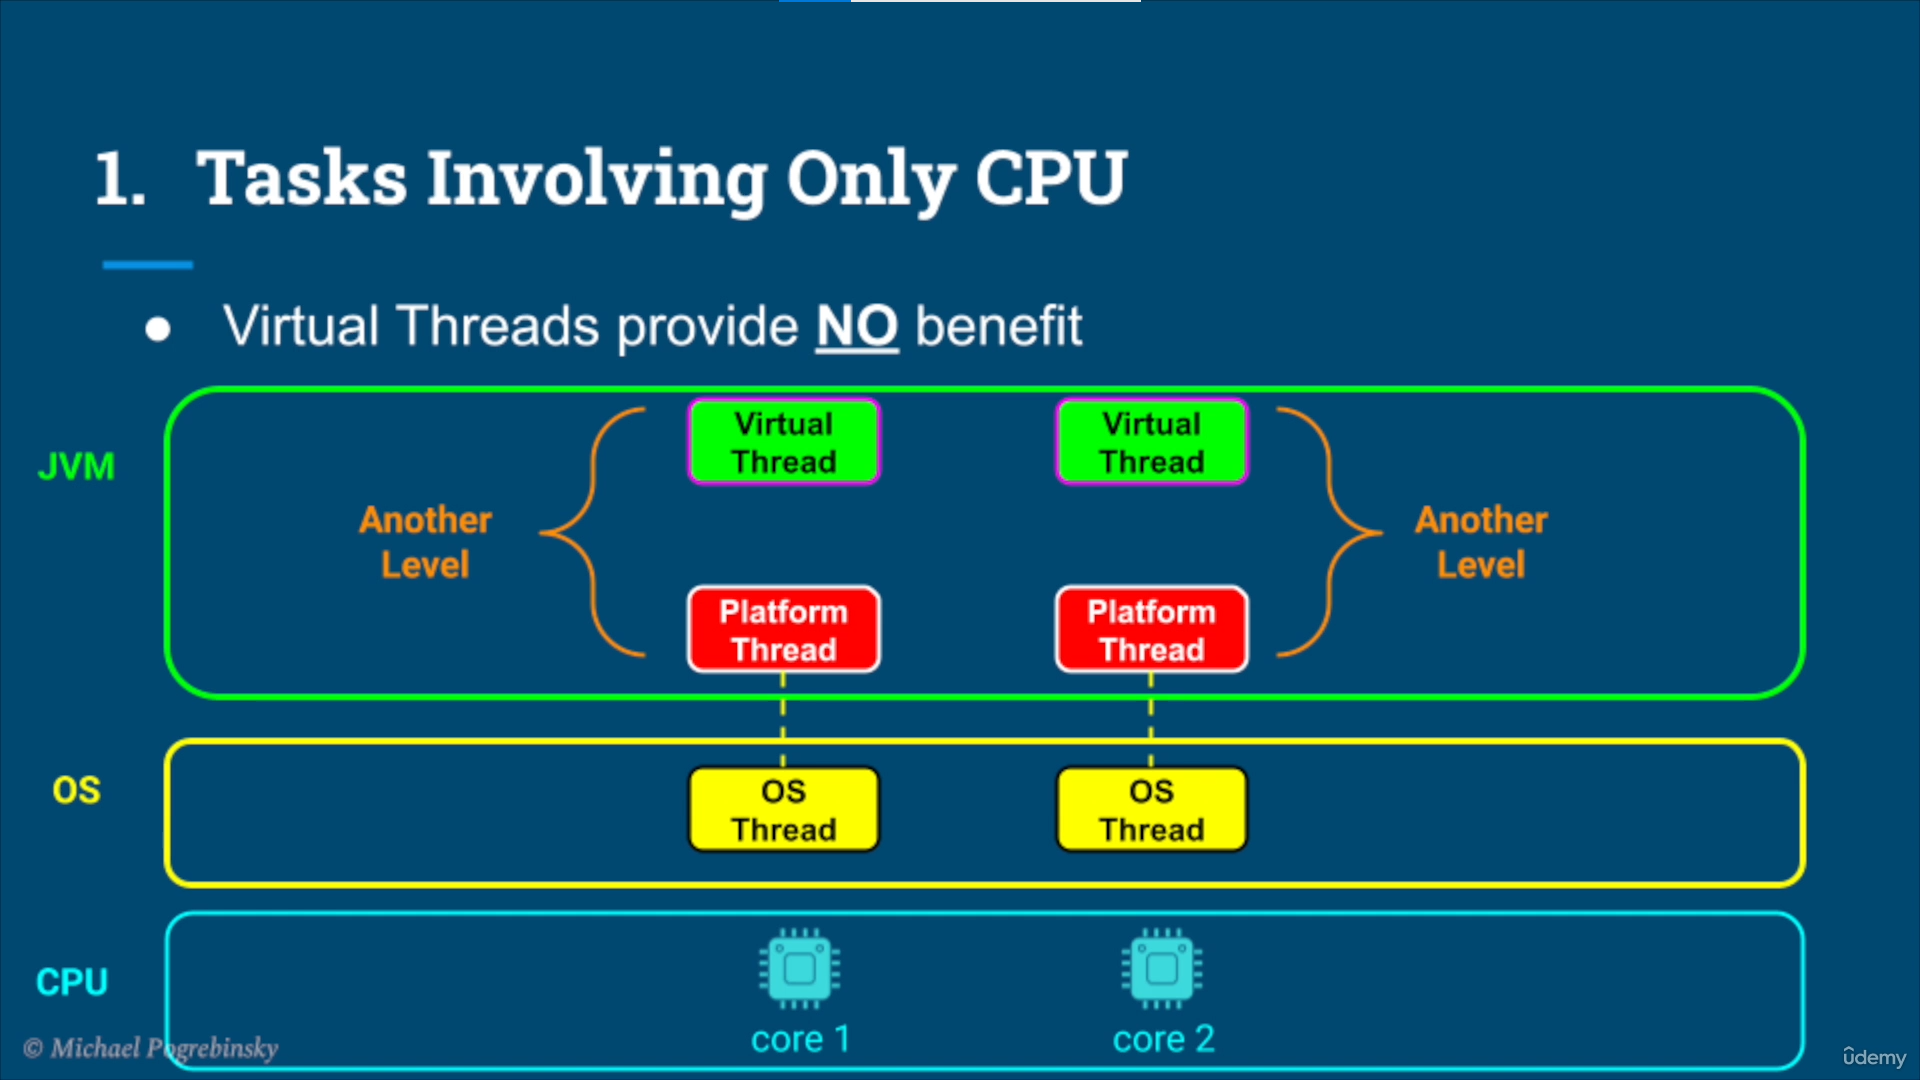 1. Tasks Involving Only CPU
● Virtual Threads provide NO benefit
JVM
Virtual
Thread
Virtual
Thread
Another
Level
Another
Level
Platform
Thread
Platform
Thread
OS
OS
Thread
OS
Thread
CPU
core 1
core 2
© Michael Pogrebinsky
ûdemy